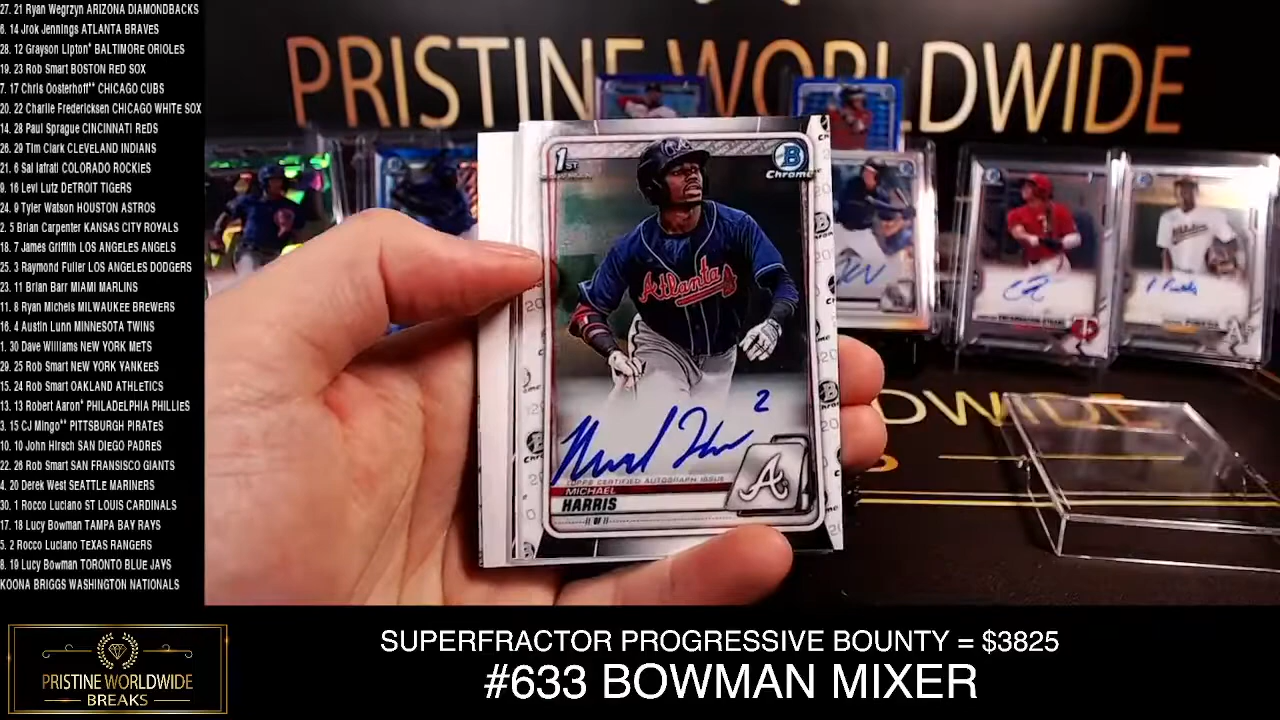 27. 21 Ryan Wegrzyn ARIZONA DIAMONDBACKS
6. 14 Jrok Jennings ATLANTA BRAVES
28. 12 Grayson Lipton* BALTIMORE ORIOLES
19. 23 Rob Smart BOSTON RED SOX
7. 17 Chris Oosterhoff** CHICAGO CUBS
20. 22 Charlie Fredericksen CHICAGO WHITE SOX
14. 28 Paul Sprague CINCINNATI REDS
26. 29 Tim Clark CLEVELAND INDIANS
21. 6 Sal Iafrati COLORADO ROCKIES
9. 16 Levi Lutz DETROIT TIGERS
24. 9 Tyler Watson HOUSTON ASTROS
2. 5 Brian Carpenter KANSAS CITY ROYALS
18. 7 James Griffith LOS ANGELES ANGELS
25. 3 Raymond Fuller LOS ANGELES DODGERS
23. 11 Brian Barr MIAMI MARLINS
11. 8 Ryan Michels MILWAUKEE BREWERS
16. 4 Austin Lunn MINNESOTA TWINS
1. 30 Dave Williams NEW YORK METS
29. 25 Rob Smart NEW YORK YANKEES
15. 24 Rob Smart OAKLAND ATHLETICS
13. 13 Robert Aaron* PHILADELPHIA PHILLIES
3. 15 CJ Mingo** PITTSBURGH PIRATES
10. 10 John Hirsch SAN DIEGO PADRES
22. 26 Rob Smart SAN FRANSISCO GIANTS
4. 20 Derek West SEATTLE MARINERS
30. 1 Rocco Luciano ST LOUIS CARDINALS
17. 18 Lucy Bowman TAMPA BAY RAYS
5. 2 Rocco Luciano TEXAS RANGERS
8. 19 Lucy Bowman TORONTO BLUE JAYS
KOONA BRIGGS WASHINGTON NATIONALS
PRISTINE WORLDWIDE
1ST
B
Chrome
Atlanta
2
TOPPS CERTIFIED AUTOGRAPH ISSUE
MICHAEL
HARRIS
A
PRISTINE WORLDWIDE
BREAKS
SUPERFRACTOR PROGRESSIVE BOUNTY = $3825
#633 BOWMAN MIXER